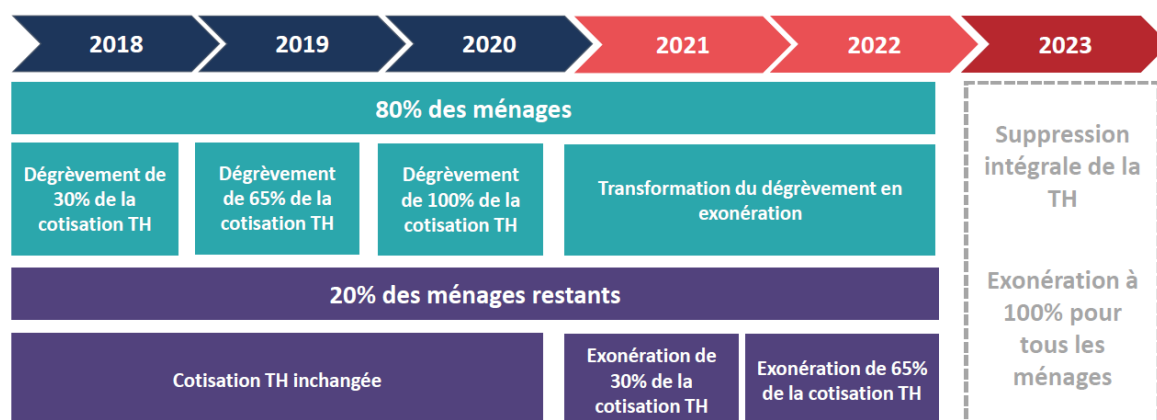 2018
2019
2020
2021
2022
2023
80% des ménages
Dégrèvement de
30% de la
cotisation TH
Dégrèvement
de 65% de la
cotisation TH
Dégrèvement
de 100% de la
cotisation TH
Transformation du dégrèvement en
exonération
20% des ménages restants
Cotisation TH inchangée
Exonération de
30% de la
cotisation TH
Exonération de 65%
de la cotisation TH
Suppression
intégrale de la
TH
Exonération à
100% pour
tous les
ménages